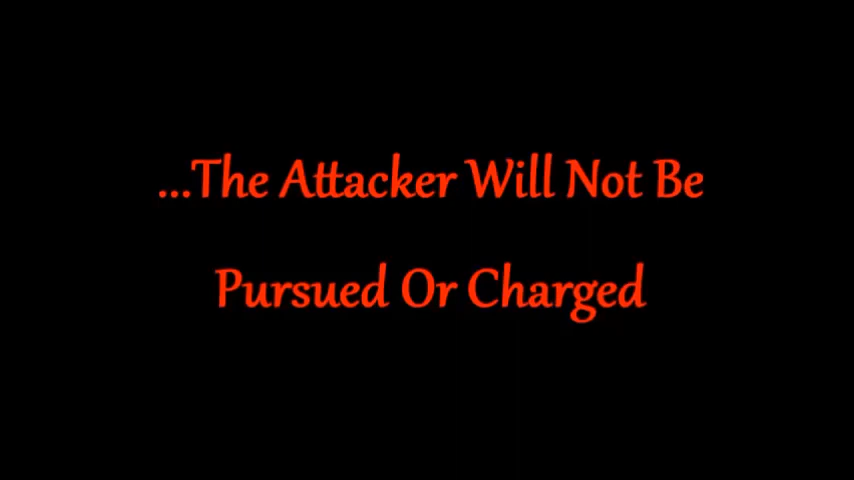 ...The Attacker Will Not Be
Pursued Or Charged